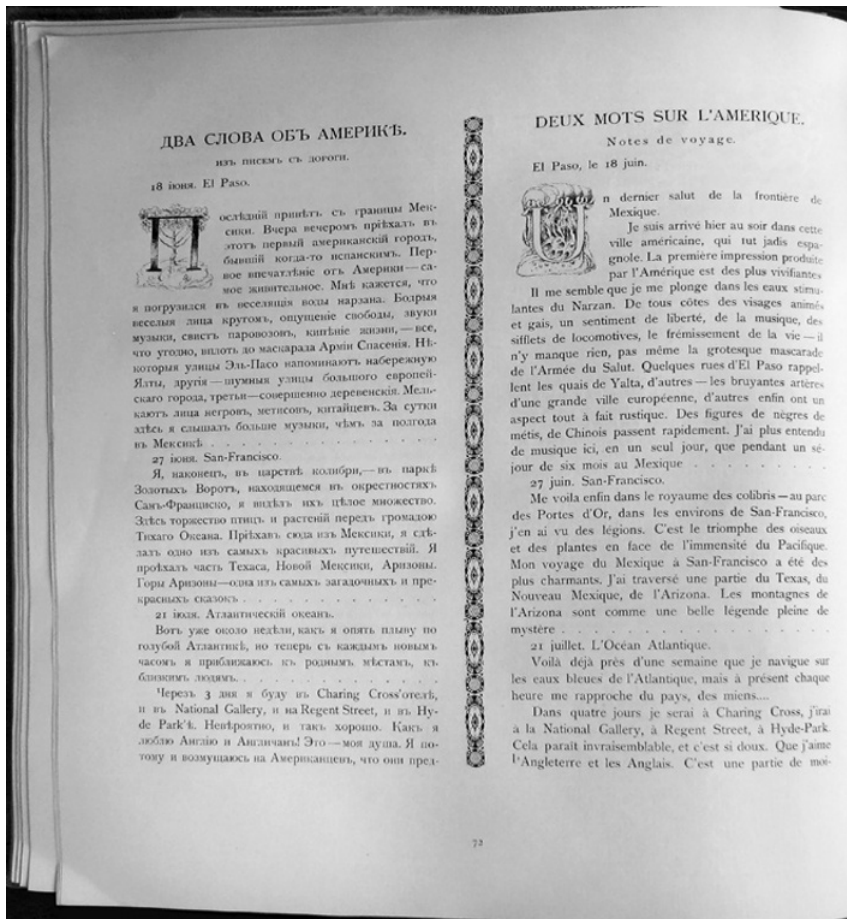 ДВА СЛОВА ОБЪ АМЕРИКѢ.
ИЗЪ ПИСЕМЪ СЪ ДОРОГИ.
18 іюня. El Paso.
Послѣдній привѣтъ съ границы Мек-
сики. Вчера вечеромъ пріѣхалъ въ
этотъ первый американскій городъ,
бывшій когда-то испанскимъ. Пер-
вое впечатлѣніе отъ Америки — са-
мое живительное. Мнѣ кажется, что
я погрузился въ веселящія воды нарзана. Бодрыя
веселыя лица кругомъ, ощущеніе свободы, звуки
музыки, свистъ паровозовъ, кипѣніе жизни, — все,
что угодно, вплоть до маскарада Арміи Спасенія. Нѣ-
которыя улицы Эль-Пасо напоминаютъ набережную
Ялты, другія — шумныя улицы большого европей-
скаго города, третьи — совершенно деревенскія. Мель-
каютъ лица негровъ, метисовъ, китайцевъ. За сутки
здѣсь я слышалъ больше музыки, чѣмъ за полгода
въ Мексикѣ . . . . . . . . . . . .
27 іюня. San-Francisco.
Я, наконецъ, въ царствѣ колибри, — въ паркѣ
Золотыхъ Воротъ, находящемся въ окрестностяхъ
Санъ-Франциско, я видѣлъ ихъ цѣлое множество.
Здѣсь торжество птицъ и растеній передъ громадою
Тихаго Океана. Пріѣхавъ сюда изъ Мексики, я сдѣ-
лалъ одно изъ самыхъ красивыхъ путешествій. Я
проѣхалъ часть Техаса, Новой Мексики, Аризоны.
Горы Аризоны — одна изъ самыхъ загадочныхъ и пре-
красныхъ сказокъ . . . . . . . . . .
21 іюля. Атлантическій океанъ.
Вотъ уже около недѣли, какъ я опять плыву по
голубой Атлантикѣ, но теперь съ каждымъ новымъ
часомъ я приближаюсь къ роднымъ мѣстамъ, къ
близкимъ людямъ. . . . . . . . . . .
Черезъ 3 дня я буду въ Charing Cross'отелѣ,
и въ National Gallery, и на Regent Street, и въ Hy-
de Park'ѣ. Невѣроятно, и такъ хорошо. Какъ я
люблю Англію и Англичанъ! Это — моя душа. Я по-
тому и возмущаюсь на Американцевъ, что они пред-
DEUX MOTS SUR L'AMERIQUE.
Notes de voyage.
El Paso, le 18 juin.
Un dernier salut de la frontière de
Mexique.
Je suis arrivé hier au soir dans cette
ville américaine, qui tut jadis espa-
gnole. La première impression produite
par l'Amérique est des plus vivifiantes
Il me semble que je me plonge dans les eaux stimu-
lantes du Narzan. De tous côtes des visages animés
et gais, un sentiment de liberté, de la musique, des
sifflets de locomotives, le frémissement de la vie — il
n'y manque rien, pas même la grotesque mascarade
de l'Armée du Salut. Quelques rues d'El Paso rappel-
lent les quais de Yalta, d'autres — les bruyantes artères
d'une grande ville européenne, d'autres enfin ont un
aspect tout à fait rustique. Des figures de nègres de
métis, de Chinois passent rapidement. J'ai plus entendu
de musique ici, en un seul jour, que pendant un sé-
jour de six mois au Mexique . . . . . . . .
27 juin. San-Francisco.
Me voila enfin dans le royaume des colibris — au parc
des Portes d'Or, dans les environs de San-Francisco,
j'en ai vu des légions. C'est le triomphe des oiseaux
et des plantes en face de l'immensité du Pacifique.
Mon voyage du Mexique à San-Francisco a été des
plus charmants. J'ai traversé une partie du Texas, du
Nouveau Mexique, de l'Arizona. Les montagnes de
l'Arizona sont comme une belle légende pleine de
mystère . . . . . . . . . . . . . .
21 juillet. L'Océan Atlantique.
Voilà déjà près d'une semaine que je navigue sur
les eaux bleues de l'Atlantique, mais à présent chaque
heure me rapproche du pays, des miens....
Dans quatre jours je serai à Charing Cross, j'irai
à la National Gallery, à Regent Street, à Hyde-Park.
Cela paraît invraisemblable, et c'est si doux. Que j'aime
l'Angleterre et les Anglais. C'est une partie de moi-
72